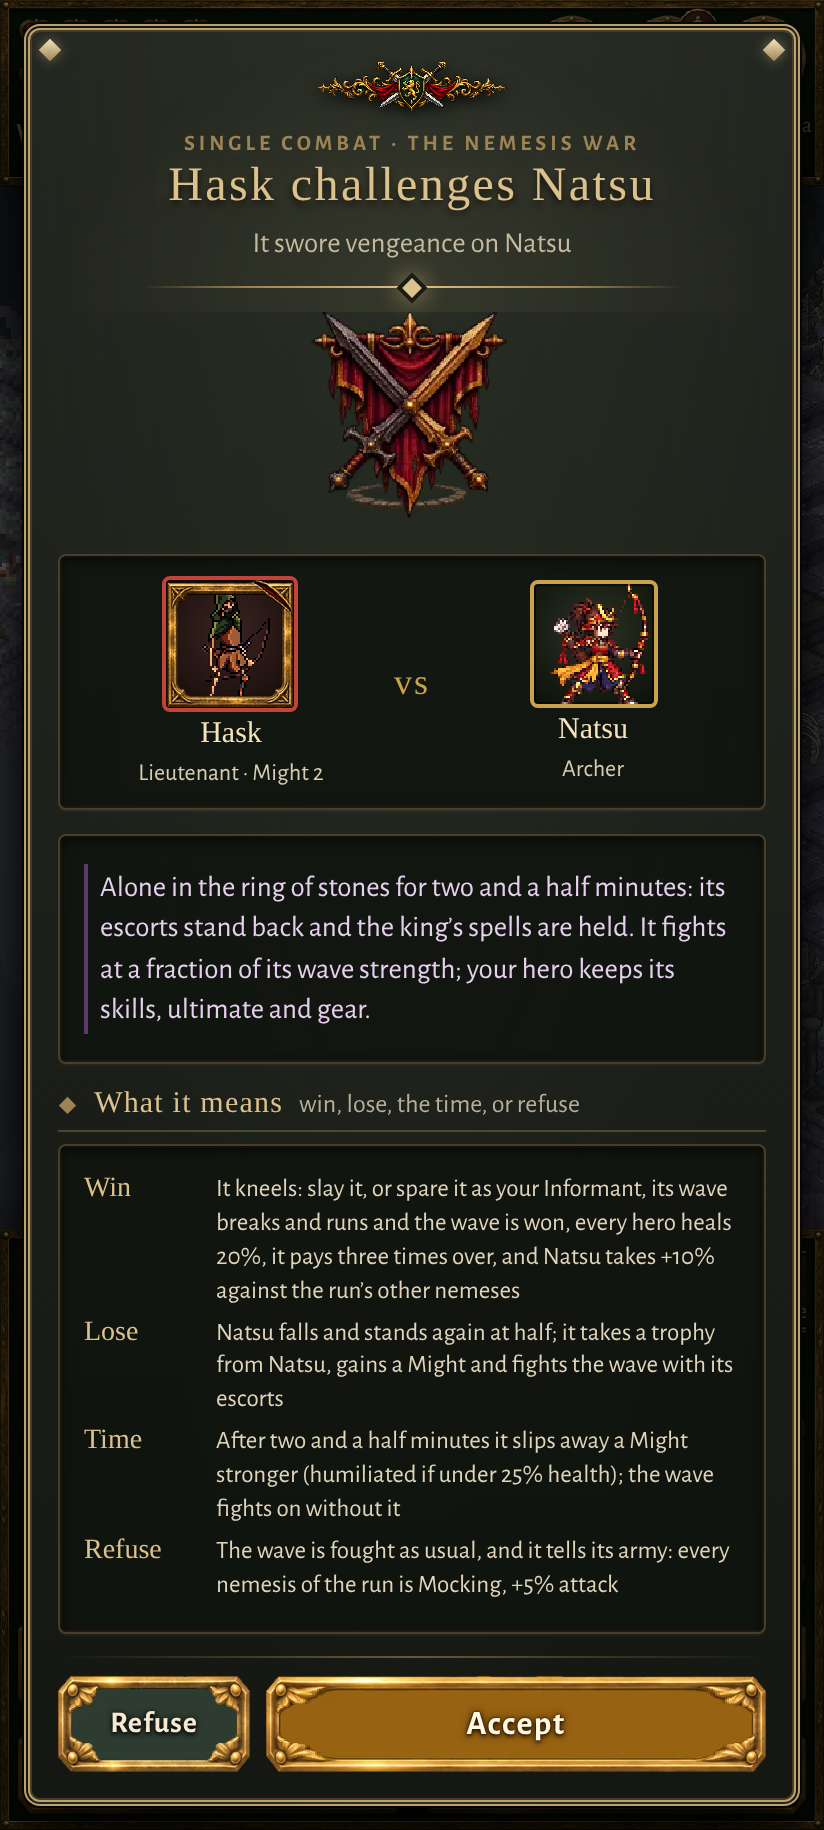 SINGLE COMBAT · THE NEMESIS WAR
Hask challenges Natsu
It swore vengeance on Natsu
Hask
Lieutenant · Might 2
vs
Natsu
Archer
Alone in the ring of stones for two and a half minutes: its
escorts stand back and the king’s spells are held. It fights
at a fraction of its wave strength; your hero keeps its
skills, ultimate and gear.
What it means win, lose, the time, or refuse
Win
It kneels: slay it, or spare it as your Informant, its wave
breaks and runs and the wave is won, every hero heals
20%, it pays three times over, and Natsu takes +10%
against the run’s other nemeses
Lose
Natsu falls and stands again at half; it takes a trophy
from Natsu, gains a Might and fights the wave with its
escorts
Time
After two and a half minutes it slips away a Might
stronger (humiliated if under 25% health); the wave
fights on without it
Refuse
The wave is fought as usual, and it tells its army: every
nemesis of the run is Mocking, +5% attack
Refuse
Accept